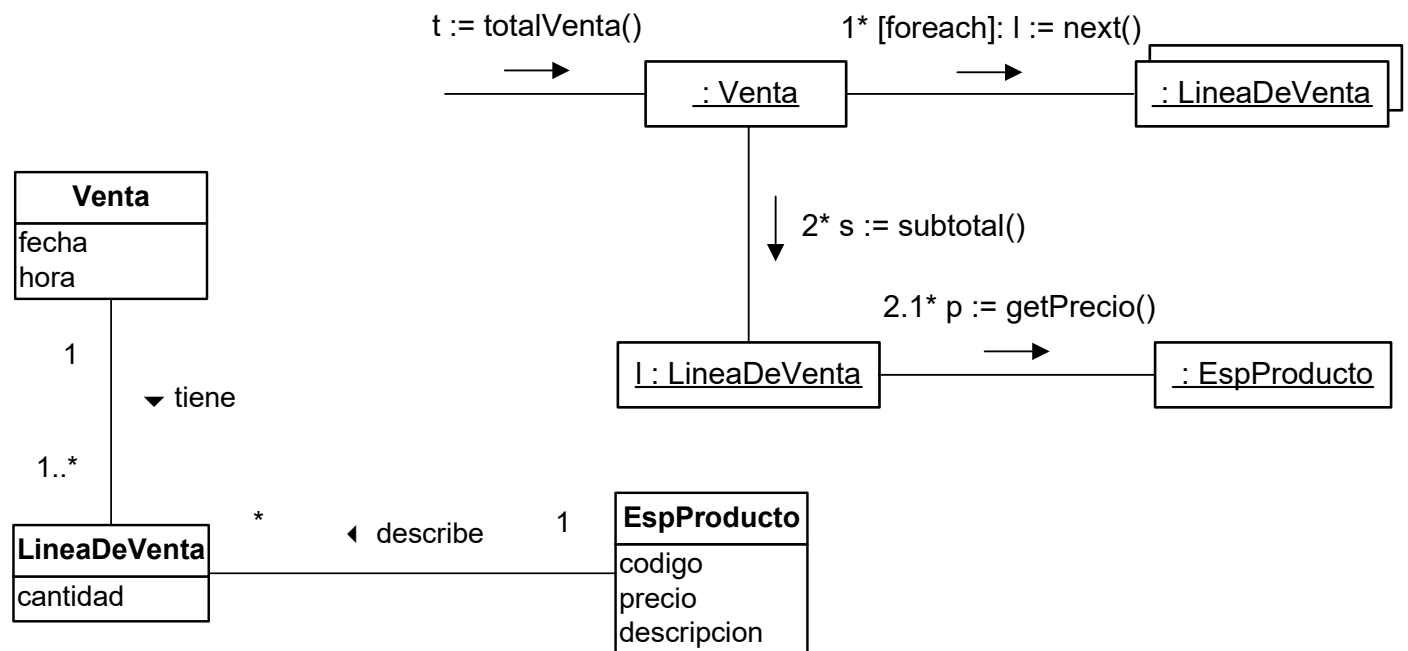 t := totalVenta()
1* [foreach]: l := next()
: Venta
: LineaDeVenta
Venta
fecha
hora
2* s := subtotal()
2.1* p := getPrecio()
1
l : LineaDeVenta
: EspProducto
tiene
1..*
LineaDeVenta
cantidad
*
describe
1
EspProducto
codigo
precio
descripcion